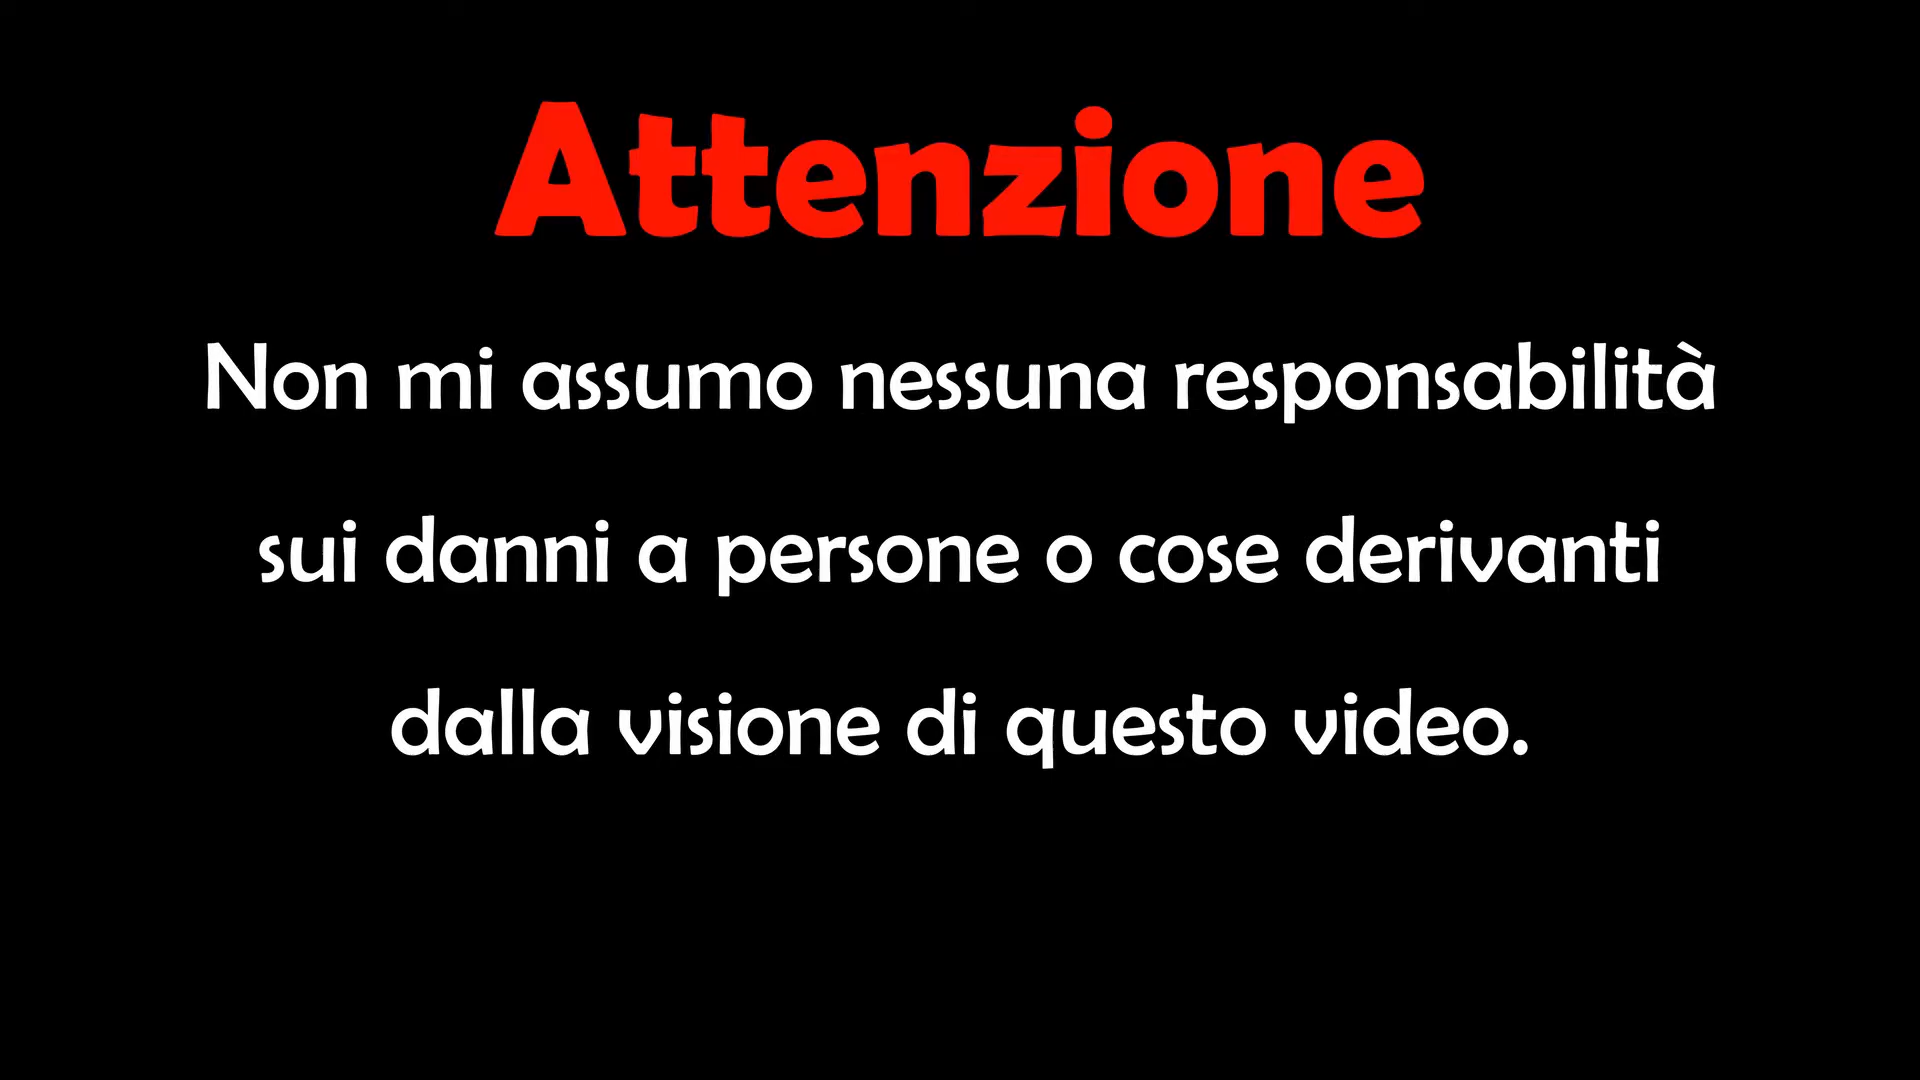 Attenzione
Non mi assumo nessuna responsabilità
sui danni a persone o cose derivanti
dalla visione di questo video.